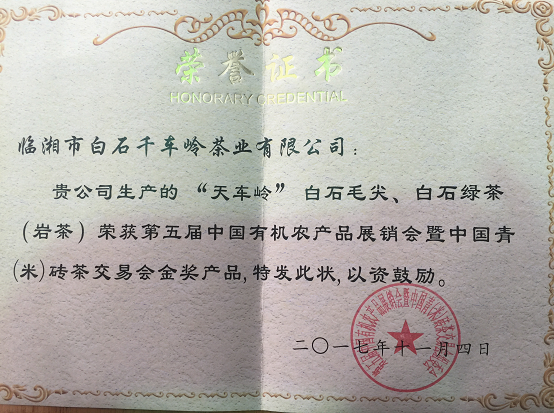 荣誉证书
HONORARY CREDENTIAL
临湘市白石千车岭茶业有限公司：
贵公司生产的“天车岭”白石毛尖、白石绿茶
(岩茶）荣获第五届中国有机农产品展销会暨中国青
(米)砖茶交易会金奖产品,特发此状,以资鼓励。
二〇一七年十一月四日